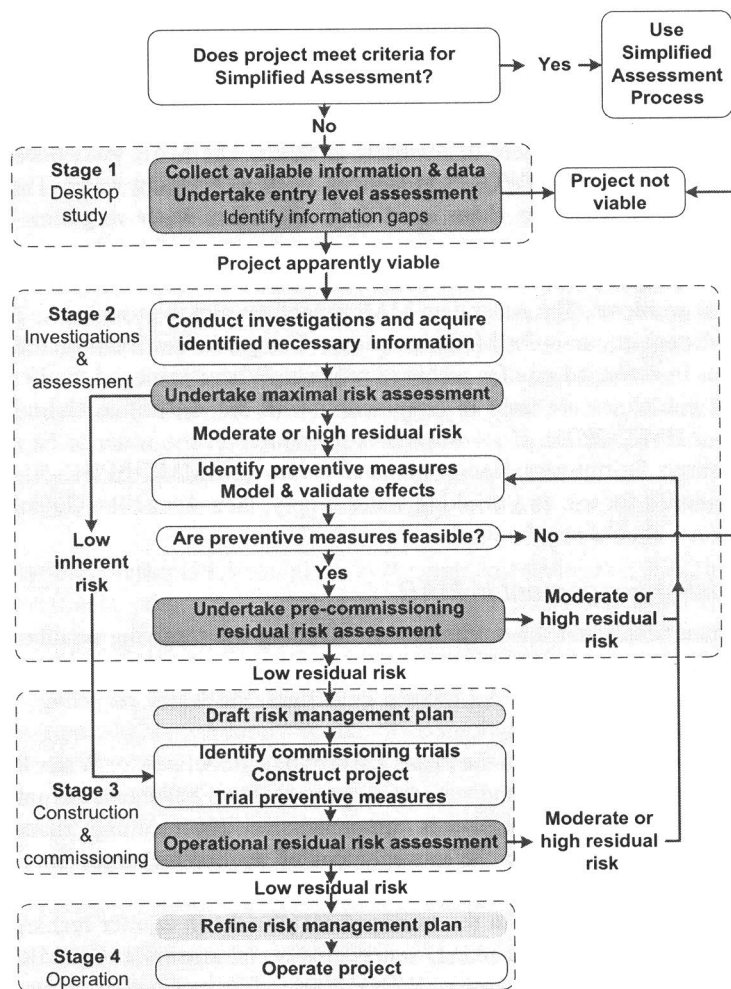 Does project meet criteria for
Simplified Assessment?
Yes
Use
Simplified
Assessment
Process
No
Stage 1
Desktop
study
Collect available information & data
Undertake entry level assessment
Identify information gaps
Project not
viable
Project apparently viable
Stage 2
Investigations
&
assessment
Conduct investigations and acquire
identified necessary information
Undertake maximal risk assessment
Moderate or high residual risk
Identify preventive measures
Model & validate effects
Low
inherent
risk
Are preventive measures feasible?
No
Yes
Undertake pre-commissioning
residual risk assessment
Moderate or
high residual
risk
Low residual risk
Draft risk management plan
Identify commissioning trials
Construct project
Trial preventive measures
Stage 3
Construction
&
commissioning
Operational residual risk assessment
Moderate or
high residual
risk
Low residual risk
Refine risk management plan
Stage 4
Operation
Operate project